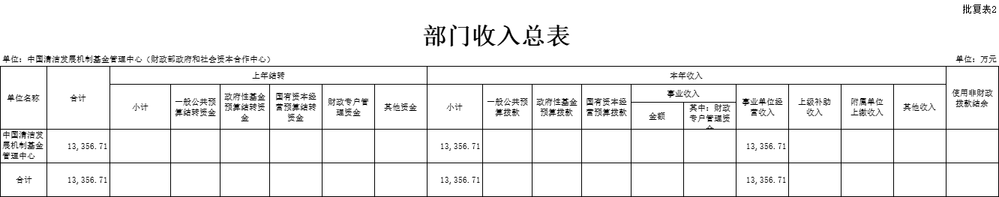 批复表2
部门收入总表
单位：中国清洁发展机制基金管理中心（财政部政府和社会资本合作中心） 单位：万元
单位名称 合计 上年结转 本年收入 使用非财政
拨款结余
小计 一般公共预
算结转资金 政府性基金
预算结转资
金 国有资本经
营预算结转
资金 财政专户管
理资金 其他资金 小计 一般公共预
算拨款 政府性基金
预算拨款 国有资本经
营预算拨款 事业收入 事业单位经
营收入 上级补助
收入 附属单位
上缴收入 其他收入
金额 其中：财政
专户管理资
中国清洁发
展机制基金
管理中心 13,356.71 13,356.71 13,356.71
合计 13,356.71 13,356.71 13,356.71